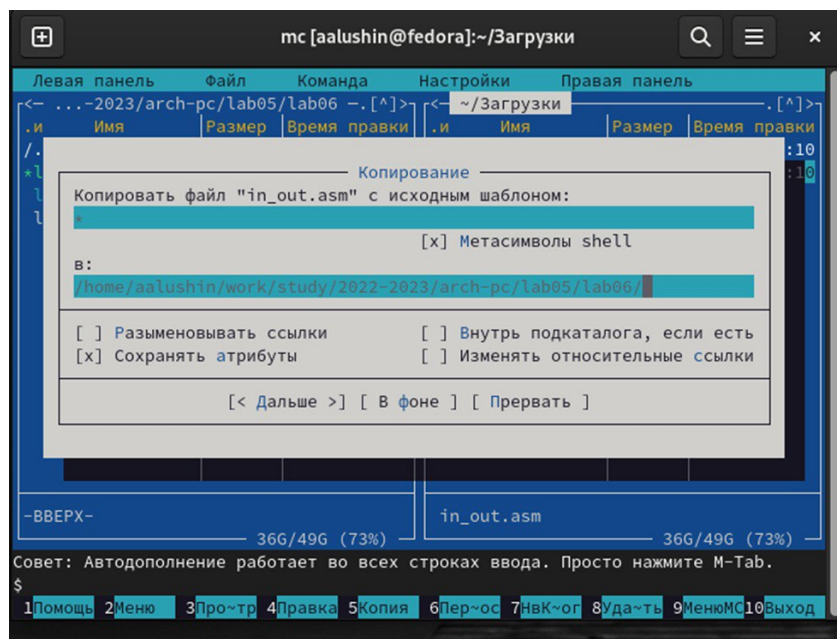 mc [aalushin@fedora]:~/Загрузки
Левая панель Файл Команда Настройки Правая панель
<— ...-2023/arch-pc/lab05/lab06 —.[^]> <— ~/Загрузки .[^]>
.и Имя Размер Время правки .и Имя Размер Время правки
/. :10
*l :10
l
l
Копирование
Копировать файл "in_out.asm" с исходным шаблоном:
*
[x] Метасимволы shell
в:
/home/aalushin/work/study/2022-2023/arch-pc/lab05/lab06/
[ ] Разыменовывать ссылки [ ] Внутрь подкаталога, если есть
[x] Сохранять атрибуты [ ] Изменять относительные ссылки
[< Дальше >] [ В фоне ] [ Прервать ]
-ВВЕРХ- in_out.asm
36G/49G (73%) 36G/49G (73%)
Совет: Автодополнение работает во всех строках ввода. Просто нажмите M-Tab.
$
1Помощь 2Меню 3Про~тр 4Правка 5Копия 6Пер~ос 7НвК~ог 8Уда~ть 9МенюMC 10Выход